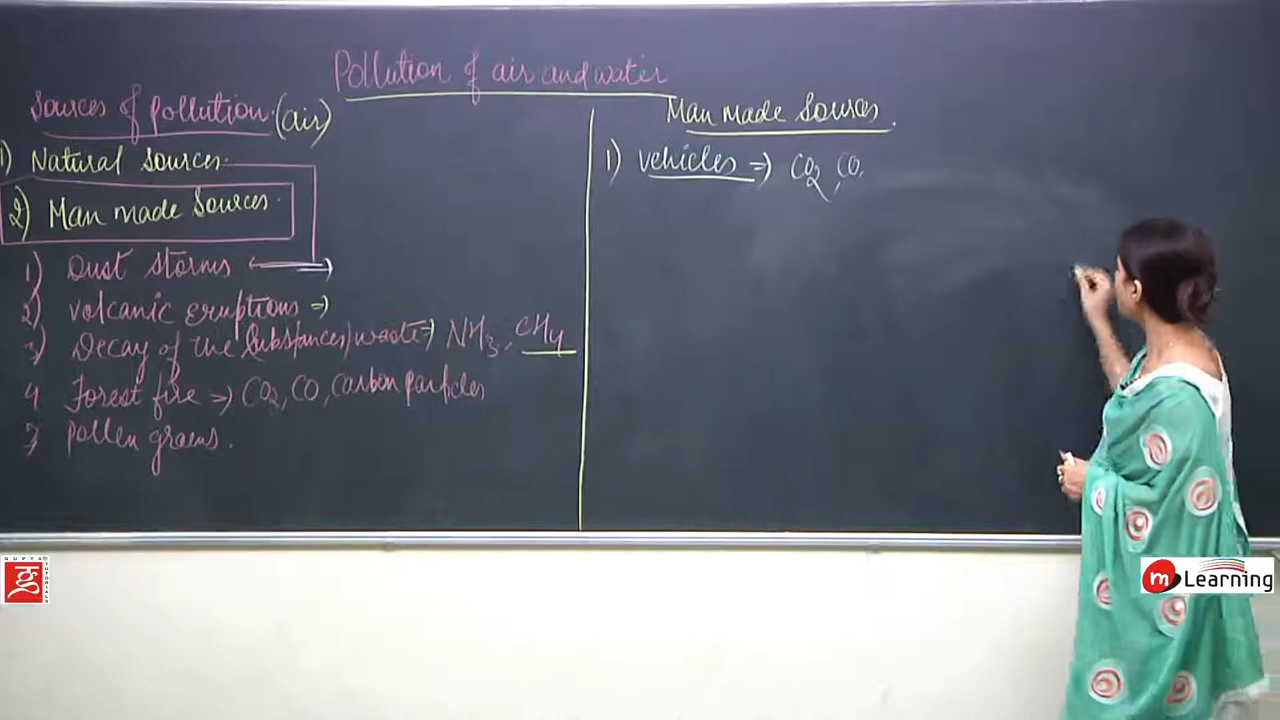 Pollution of air and water
Sources of pollution. (air)
1) Natural sources.
2) Man made sources.
1) Dust storms
2) volcanic eruptions →
3) Decay of the (substances) waste → NH3, CH4
4 Forest fire → CO2, CO, Carbon particles
5 pollen grains.
Man made Sources.
1) vehicles => CO2, CO,
GUPTA TUTORIALS
m Learning